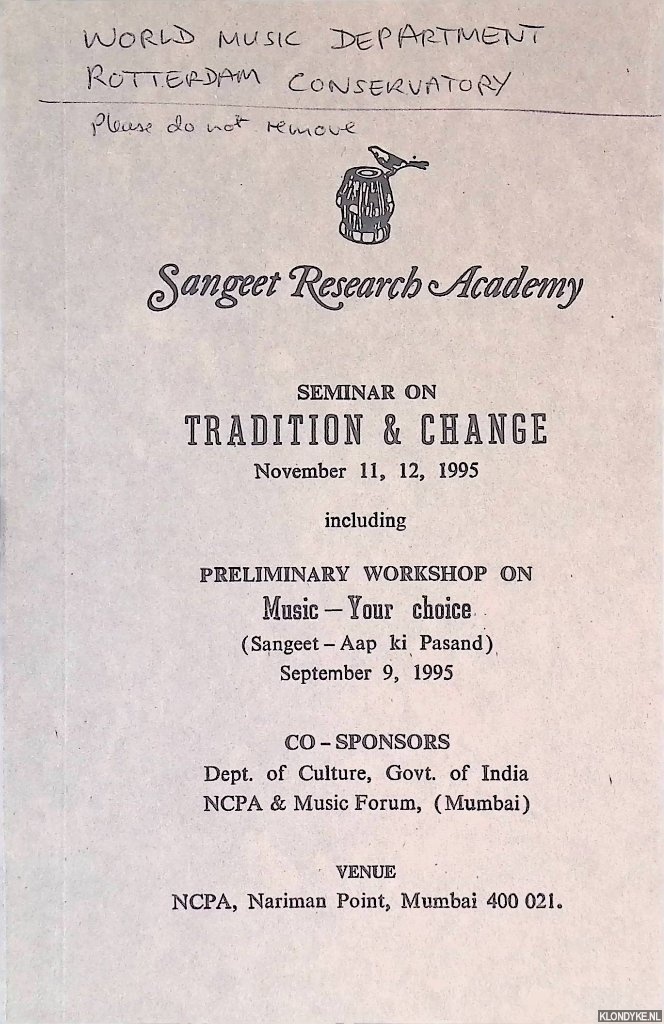 WORLD MUSIC DEPARTMENT
ROTTERDAM CONSERVATORY
Please do not remove
Sangeet Research Academy
SEMINAR ON
TRADITION & CHANGE
November 11, 12, 1995
including
PRELIMINARY WORKSHOP ON
Music – Your choice
(Sangeet – Aap ki Pasand)
September 9, 1995
CO – SPONSORS
Dept. of Culture, Govt. of India
NCPA & Music Forum, (Mumbai)
VENUE
NCPA, Nariman Point, Mumbai 400 021.
KLONDYKE.NL